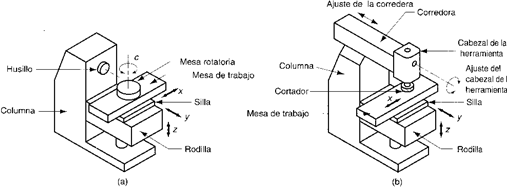 Husillo
Columna
c
Mesa rotatoria
Mesa de trabajo
x
Silla
y
z
Rodilla
(a)
Ajuste de la corredera
Corredora
Cabezal de la
herramienta
Columna
Ajuste del
cabezal de la
herramienta
Cortador
x
Silla
Mesa de trabajo
y
z
Rodilla
(b)